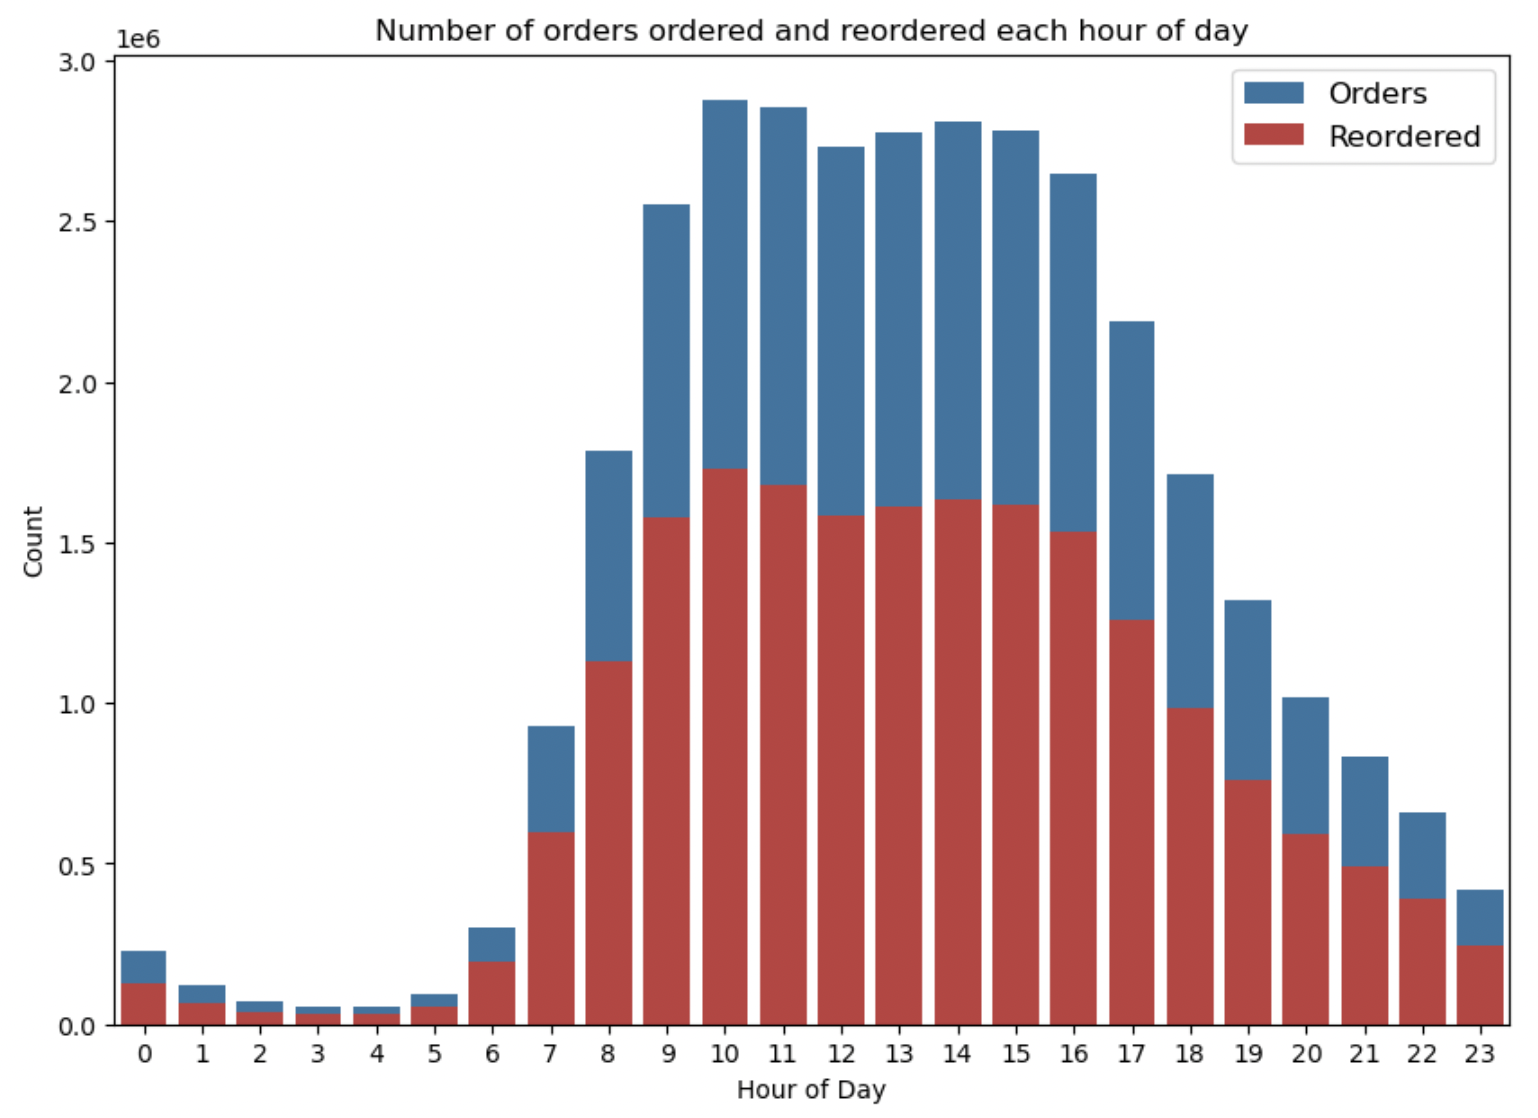 Number of orders ordered and reordered each hour of day
1e6
3.0
2.5
2.0
1.5
1.0
0.5
0.0
Count
Orders
Reordered
0 1 2 3 4 5 6 7 8 9 10 11 12 13 14 15 16 17 18 19 20 21 22 23
Hour of Day